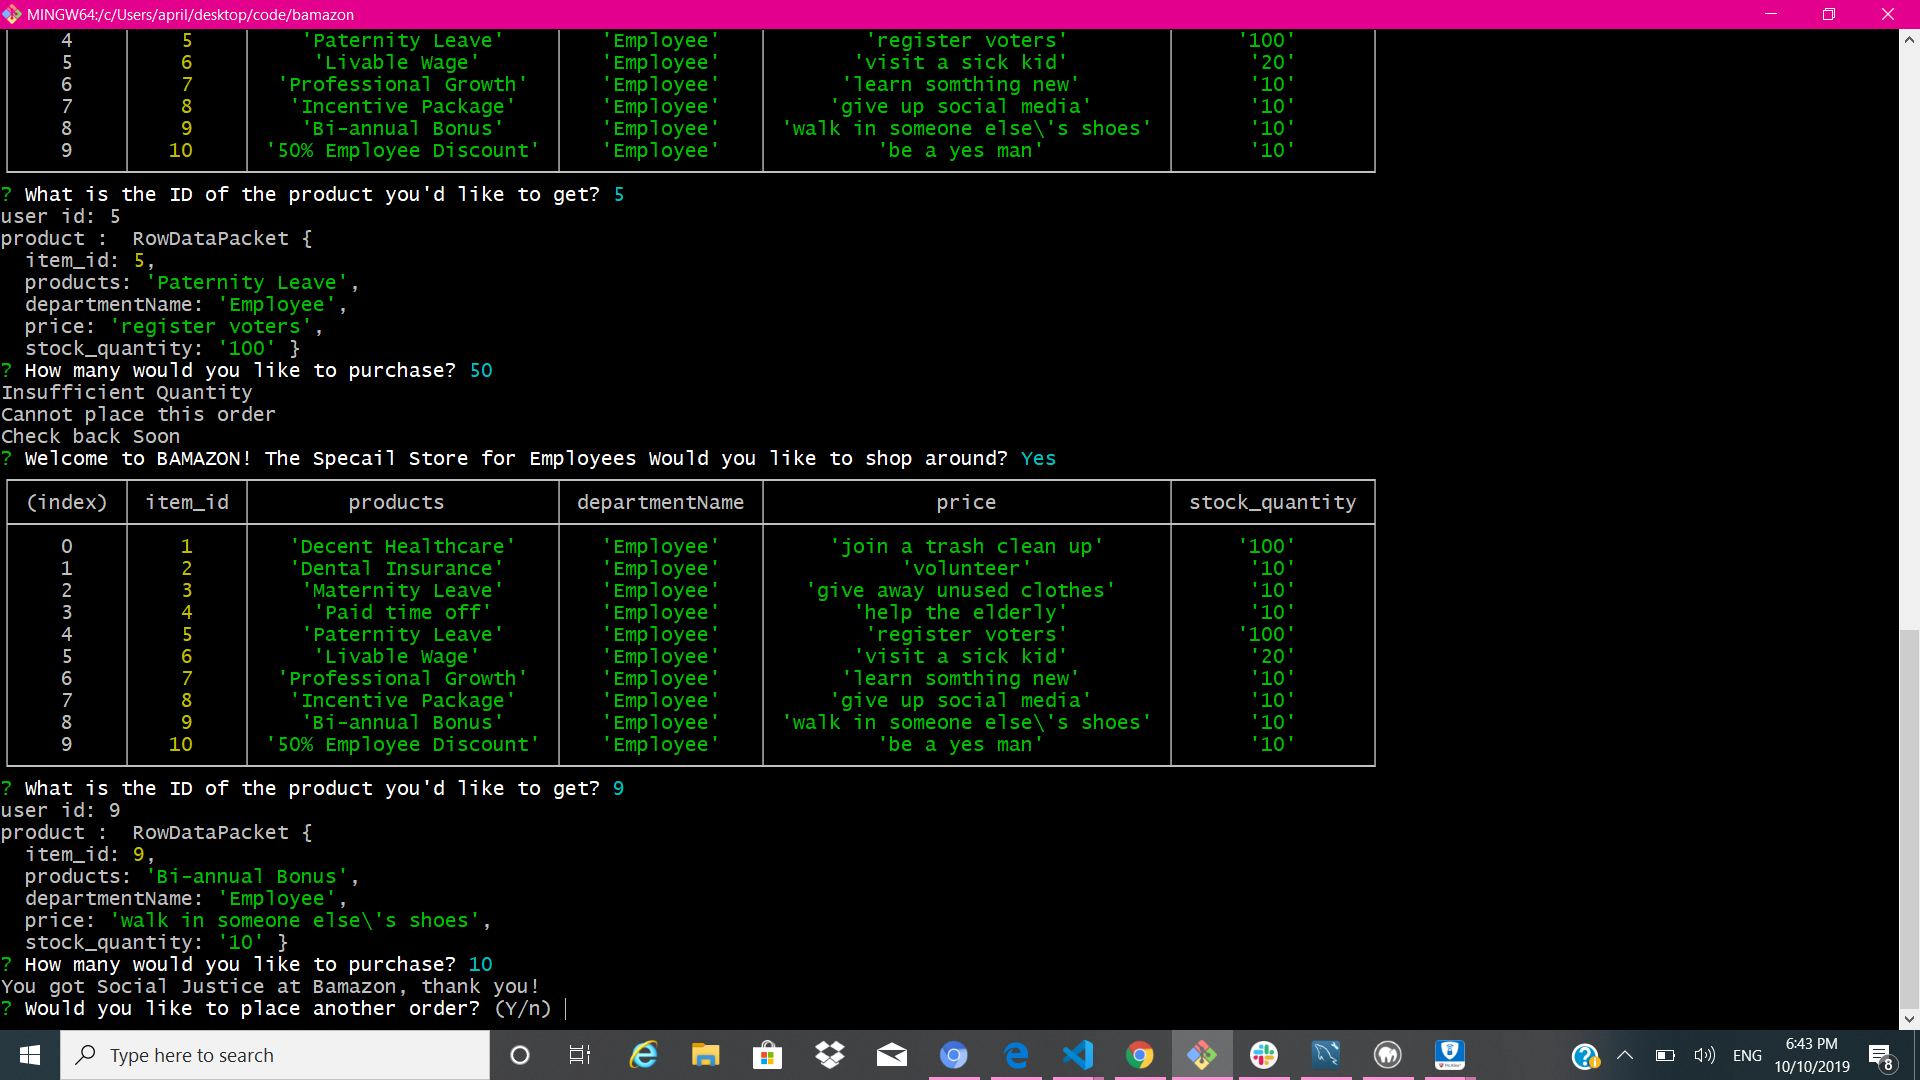 MINGW64:/c/Users/april/desktop/code/bamazon
4 5 'Paternity Leave' 'Employee' 'register voters' '100'
5 6 'Livable Wage' 'Employee' 'visit a sick kid' '20'
6 7 'Professional Growth' 'Employee' 'learn somthing new' '10'
7 8 'Incentive Package' 'Employee' 'give up social media' '10'
8 9 'Bi-annual Bonus' 'Employee' 'walk in someone else\'s shoes' '10'
9 10 '50% Employee Discount' 'Employee' 'be a yes man' '10'
? What is the ID of the product you'd like to get? 5
user id: 5
product :  RowDataPacket {
item_id: 5,
products: 'Paternity Leave',
departmentName: 'Employee',
price: 'register voters',
stock_quantity: '100' }
? How many would you like to purchase? 50
Insufficient Quantity
Cannot place this order
Check back Soon
? Welcome to BAMAZON! The Specail Store for Employees Would you like to shop around? Yes
(index) item_id products departmentName price stock_quantity
0 1 'Decent Healthcare' 'Employee' 'join a trash clean up' '100'
1 2 'Dental Insurance' 'Employee' 'volunteer' '10'
2 3 'Maternity Leave' 'Employee' 'give away unused clothes' '10'
3 4 'Paid time off' 'Employee' 'help the elderly' '10'
4 5 'Paternity Leave' 'Employee' 'register voters' '100'
5 6 'Livable Wage' 'Employee' 'visit a sick kid' '20'
6 7 'Professional Growth' 'Employee' 'learn somthing new' '10'
7 8 'Incentive Package' 'Employee' 'give up social media' '10'
8 9 'Bi-annual Bonus' 'Employee' 'walk in someone else\'s shoes' '10'
9 10 '50% Employee Discount' 'Employee' 'be a yes man' '10'
? What is the ID of the product you'd like to get? 9
user id: 9
product :  RowDataPacket {
item_id: 9,
products: 'Bi-annual Bonus',
departmentName: 'Employee',
price: 'walk in someone else\'s shoes',
stock_quantity: '10' }
? How many would you like to purchase? 10
You got Social Justice at Bamazon, thank you!
? Would you like to place another order? (Y/n)
Type here to search
ENG
6:43 PM
10/10/2019
8